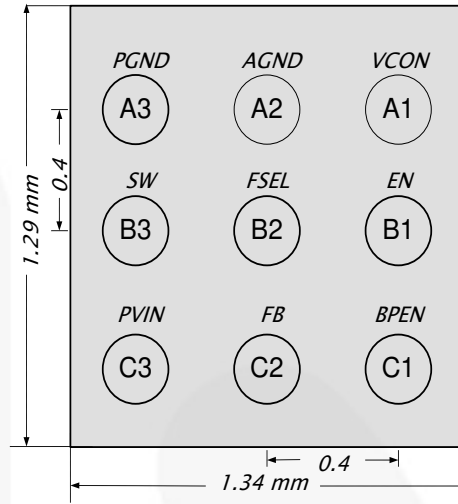 PGND AGND VCON
A3 A2 A1
0.4
SW FSEL EN
1.29 mm
B3 B2 B1
PVIN FB BPEN
C3 C2 C1
0.4
1.34 mm